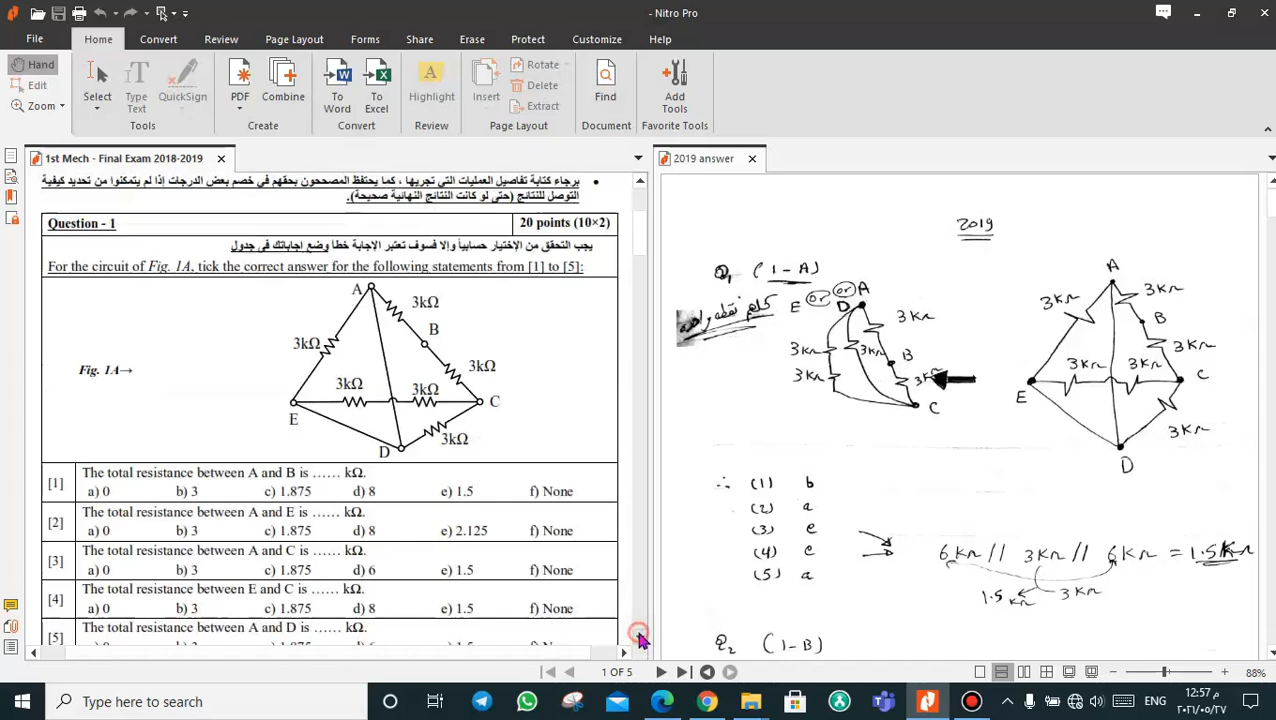 - Nitro Pro
File
Home
Convert
Review
Page Layout
Forms
Share
Erase
Protect
Customize
Help
Hand
Edit
Zoom
Select
Type Text
QuickSign
Tools
PDF
Combine
Create
To Word
To Excel
Convert
Highlight
Review
Insert
Rotate
Delete
Extract
Page Layout
Find
Document
Add Tools
Favorite Tools
1st Mech - Final Exam 2018-2019
2019 answer
برجاء كتابة تفاصيل العمليات التي تجريها ، كما يحتفظ المصححون بحقهم في خصم بعض الدرجات إذا لم يتمكنوا من تحديد كيفية
التوصل للنتائج (حتى لو كانت النتائج النهائية صحيحة).
Question - 1
20 points (10×2)
يجب التحقق من الإختيار حسابياً وإلا فسوف تعتبر الإجابة خطأ وضع إجاباتك في جدول
For the circuit of Fig. 1A, tick the correct answer for the following statements from [1] to [5]:
A
3kΩ
B
3kΩ
3kΩ
Fig. 1A→
3kΩ
3kΩ
C
E
3kΩ
D
[1] The total resistance between A and B is …… kΩ.
a) 0 b) 3 c) 1.875 d) 8 e) 1.5 f) None
[2] The total resistance between A and E is …… kΩ.
a) 0 b) 3 c) 1.875 d) 8 e) 2.125 f) None
[3] The total resistance between A and C is …… kΩ.
a) 0 b) 3 c) 1.875 d) 6 e) 1.5 f) None
[4] The total resistance between E and C is …… kΩ.
a) 0 b) 3 c) 1.875 d) 8 e) 1.5 f) None
[5] The total resistance between A and D is …… kΩ.
2019
Q1 (1-A)
E or D or A
كلهم نقطه واحده
3KΩ
3KΩ
3KΩ
B
3KΩ
3KΩ
C
A
3KΩ
3KΩ
B
3KΩ
3KΩ
3KΩ
C
E
3KΩ
D
∴ (1) b
(2) a
(3) e
(4) e
(5) a
6KΩ // 3KΩ // 6KΩ = 1.5KΩ
1.5 KΩ
3KΩ
Q2 (1-B)
1 OF 5
88%
Type here to search
ENG
12:57 م
٢٠٢٦/٠٥/٢٧